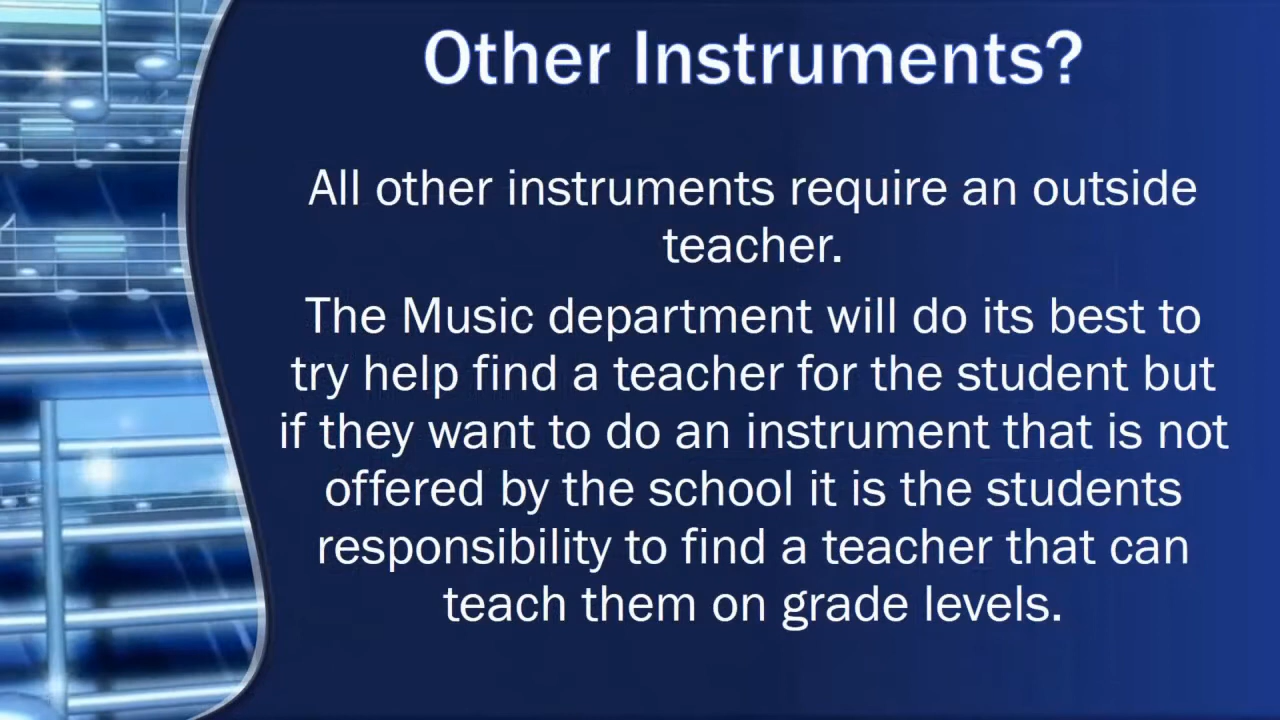 Other Instruments?
All other instruments require an outside
teacher.
The Music department will do its best to
try help find a teacher for the student but
if they want to do an instrument that is not
offered by the school it is the students
responsibility to find a teacher that can
teach them on grade levels.